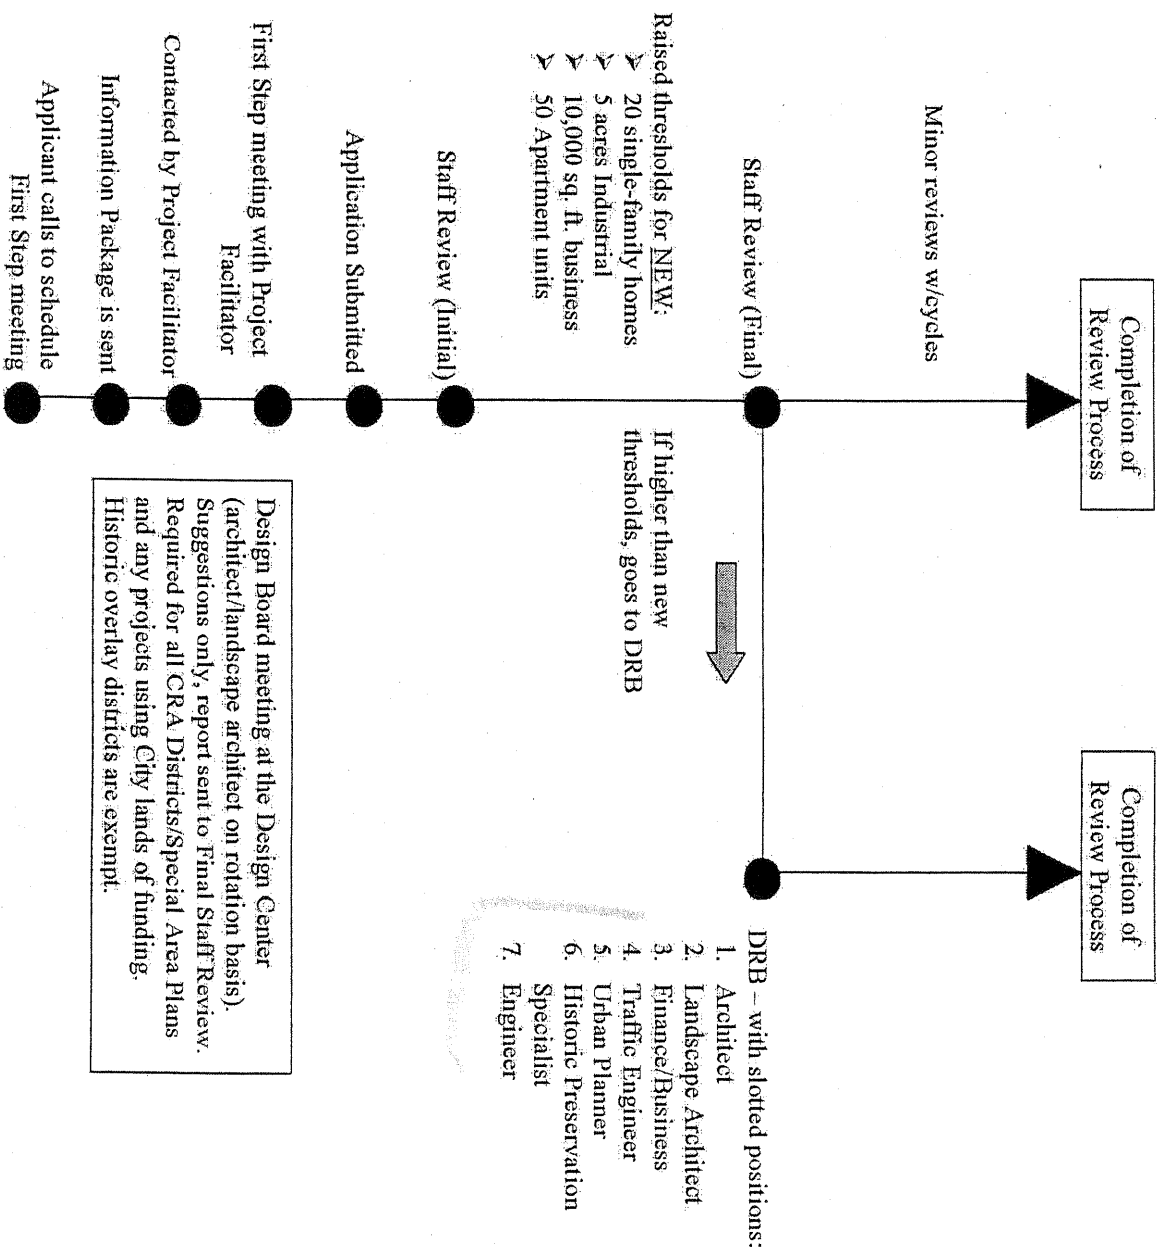 Completion of
Review Process
Completion of
Review Process
Minor reviews w/cycles
Staff Review (Final)
Raised thresholds for NEW:
➢ 20 single-family homes
➢ 5 acres Industrial
➢ 10,000 sq. ft. business
➢ 50 Apartment units
If higher than new
thresholds, goes to DRB
DRB – with slotted positions:
1. Architect
2. Landscape Architect
3. Finance/Business
4. Traffic Engineer
5. Urban Planner
6. Historic Preservation
Specialist
7. Engineer
Staff Review (Initial)
Application Submitted
First Step meeting with Project
Facilitator
Contacted by Project Facilitator
Information Package is sent
Applicant calls to schedule
First Step meeting
Design Board meeting at the Design Center
(architect/landscape architect on rotation basis).
Suggestions only, report sent to Final Staff Review.
Required for all CRA Districts/Special Area Plans
and any projects using City lands of funding.
Historic overlay districts are exempt.